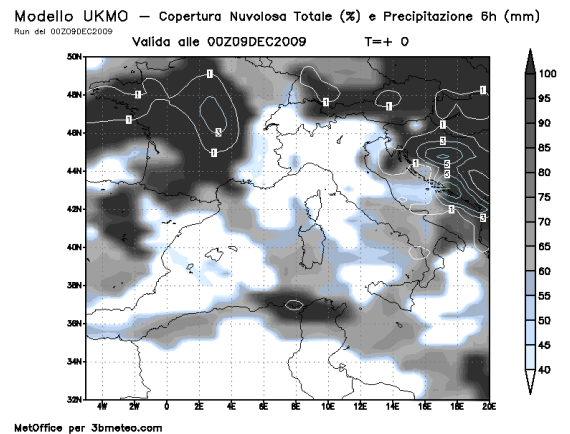 Modello UKMO — Copertura Nuvolosa Totale (%) e Precipitazione 6h (mm)
Run del 00Z09DEC2009
Valida alle 00Z09DEC2009 T=+ 0
50N
48N
46N
44N
42N
40N
38N
36N
34N
32N
4W 2W 0 2E 4E 6E 8E 10E 12E 14E 16E 18E 20E
100
95
90
85
80
75
70
65
60
55
50
45
40
MetOffice per 3bmeteo.com